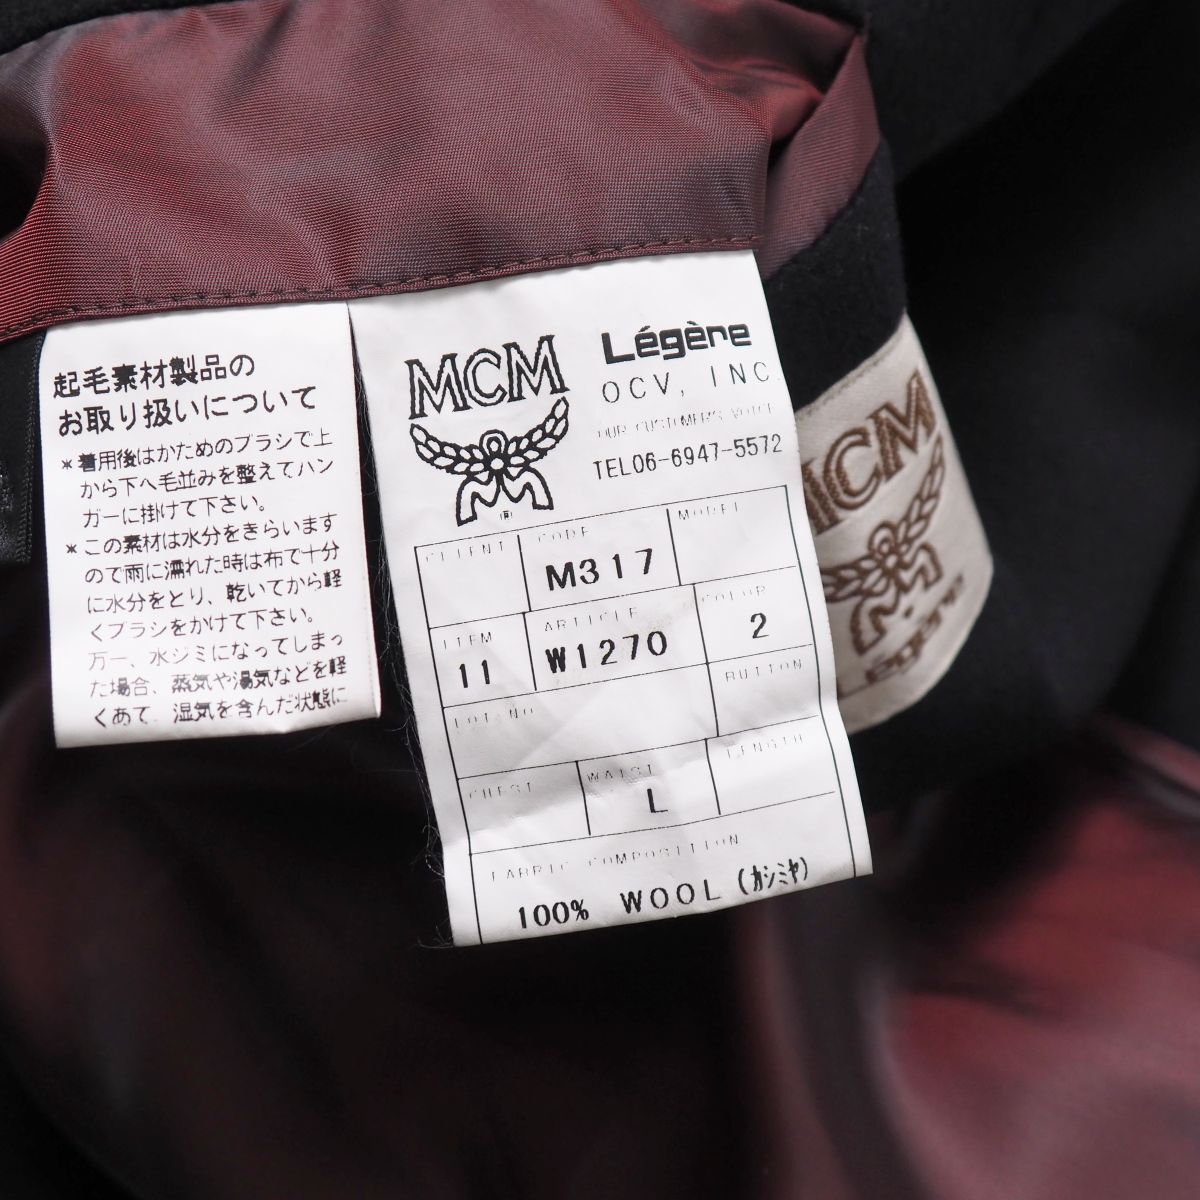 起毛素材製品の
お取り扱いについて
*着用後はかためのブラシで上
から下へ毛並みを整えてハン
ガーに掛けて下さい。
*この素材は水分をきらいます
ので雨に濡れた時は布で十分
に水分をとり、乾いてから軽
くブラシをかけて下さい。
万一、水ジミになってしまっ
た場合、蒸気や湯気などを軽
くあて、湿気を含んだ状態に
MCM
Légère
OCV, INC
OUR CUSTOMER'S VOICE
TEL06-6947-5572
CODE
MODEL
M317
ITEM
ARTICLE
COLOR
11
W1270
2
BUTTON
LOT.NO
CHEST
WAIST
LENGTH
L
FABRIC COMPOSITION
100% WOOL(カシミヤ)
MCM
Légère